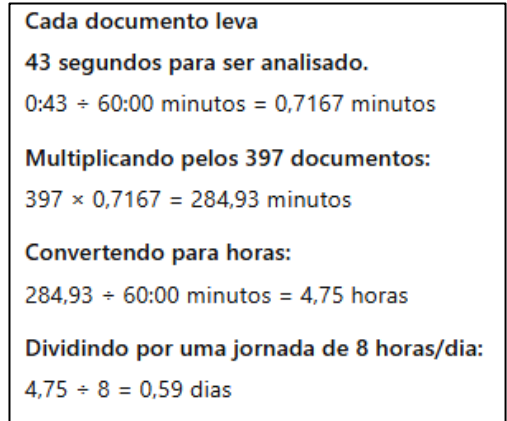 Cada documento leva
43 segundos para ser analisado.
0:43 ÷ 60:00 minutos = 0,7167 minutos
Multiplicando pelos 397 documentos:
397 × 0,7167 = 284,93 minutos
Convertendo para horas:
284,93 ÷ 60:00 minutos = 4,75 horas
Dividindo por uma jornada de 8 horas/dia:
4,75 ÷ 8 = 0,59 dias